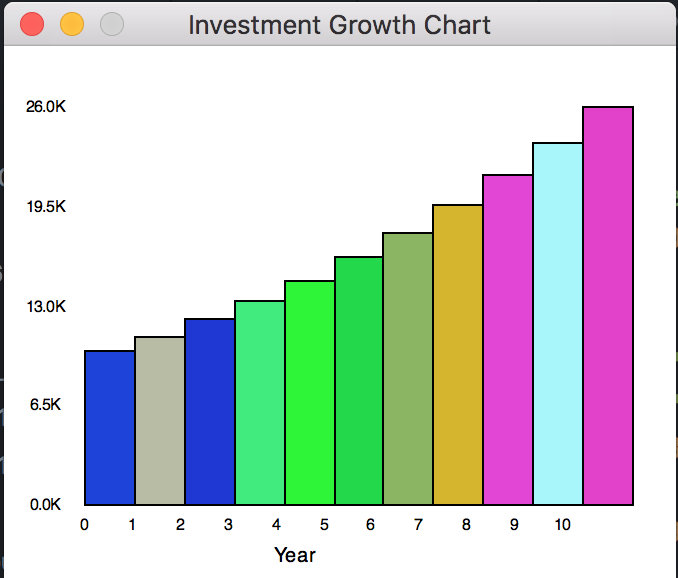 Investment Growth Chart
26.0K
19.5K
13.0K
6.5K
0.0K
0 1 2 3 4 5 6 7 8 9 10
Year